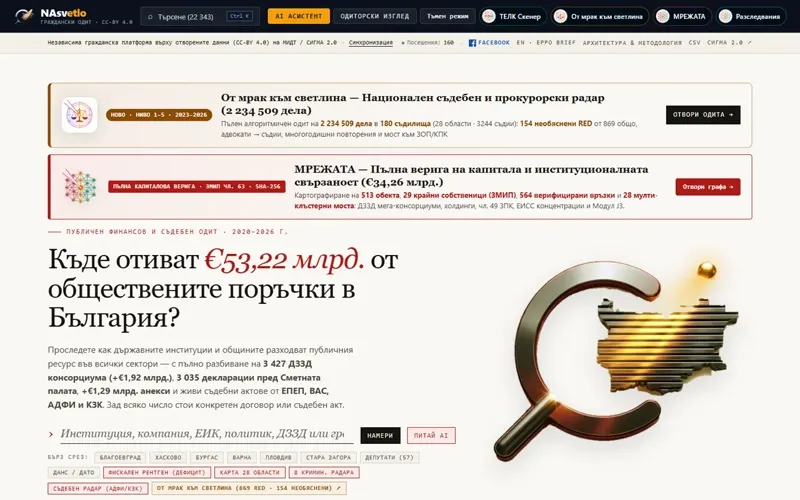 NAsvetlo
ГРАЖДАНСКИ ОДИТ · CC-BY 4.0
Търсене (22 343) Ctrl K
AI АСИСТЕНТ
ОДИТОРСКИ ИЗГЛЕД
Тъмен режим
ТЕЛК Скенер
От мрак към светлина
МРЕЖАТА
Разследвания
Независима гражданска платформа върху отворените данни (CC-BY 4.0) на МИДТ / СИГМА 2.0 · Синхронизация
Посещения: 160
FACEBOOK EN · EPPO BRIEF АРХИТЕКТУРА & МЕТОДОЛОГИЯ CSV СИГМА 2.0 ↗
НОВО · НИВО 1-5 · 2023-2026
От мрак към светлина — Национален съдебен и прокурорски радар
(2 234 509 дела)
Пълен алгоритмичен одит на 2 234 509 дела в 180 съдилища (28 области · 3244 съдии): 154 необяснени RED от 869 общо,
адвокати → съдии, многогодишни повторения и мост към ЗОП/КПК.
ОТВОРИ ОДИТА →
ПЪЛНА КАПИТАЛОВА ВЕРИГА · ЗМИП ЧЛ. 63 · SHA-256
МРЕЖАТА — Пълна верига на капитала и институционалната
свързаност (€34,26 млрд.)
Картографиране на 513 обекта, 29 крайни собственици (ЗМИП), 564 верифицирани връзки и 28 мулти-
клъстерни моста: ДЗЗД мега-консорциуми, холдинги, чл. 49 ЗПК, ЕИСС концентрации и Модул J3.
Отвори графа →
ПУБЛИЧЕН ФИНАНСОВ И СЪДЕБЕН ОДИТ · 2020-2026 Г.
Къде отиват €53,22 млрд. от
обществените поръчки в
България?
Проследете как държавните институции и общините разходват публичния
ресурс във всички сектори — с пълно разбиване на 3 427 ДЗЗД
консорциума (+€1,92 млрд.), 3 035 декларации пред Сметната
палата, +€1,29 млрд. анекси и живи съдебни актове от ЕПЕП, ВАС,
АДФИ и КЗК. Зад всяко число стои конкретен договор или съдебен акт.
› Институция, компания, ЕИК, политик, ДЗЗД или гр
НАМЕРИ
ПИТАЙ AI
БЪРЗ СРЕЗ: БЛАГОЕВГРАД ХАСКОВО БУРГАС ВАРНА ПЛОВДИВ СТАРА ЗАГОРА ДЕПУТАТИ (57)
ДАНС / ДАТО ФИСКАЛЕН РЕНТГЕН (ДЕФИЦИТ) КАРТА 28 ОБЛАСТИ В КРИМИН. РАДАРА
СЪДЕБЕН РАДАР (АДФИ/КЗК) ОТ МРАК КЪМ СВЕТЛИНА (869 RED · 154 НЕОБЯСНЕНИ) ↗